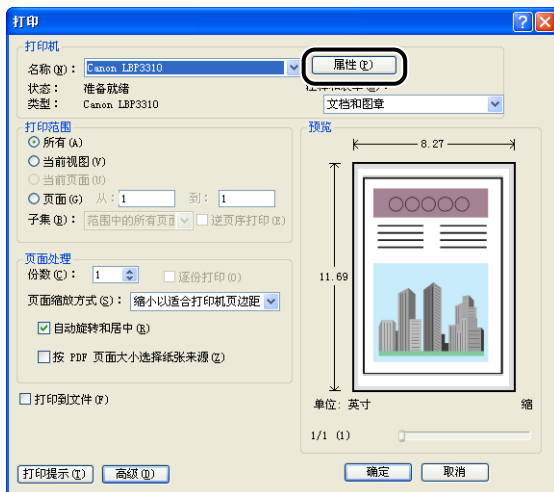 打印
打印机
名称(N)： Canon LBP3310 属性(P)
状态： 准备就绪
类型： Canon LBP3310 文档和图章
打印范围
所有(A)
当前视图(V)
当前页面(U)
页面(G) 从：1 到：1
子集(B)： 范围中的所有页面 逆页序打印(E)
页面处理
份数(C)： 1 逐份打印(O)
页面缩放方式(S)： 缩小以适合打印机页边距
自动旋转和居中(R)
按 PDF 页面大小选择纸张来源(Z)
打印到文件(F)
预览
8.27
11.69
单位：英寸 缩
1/1 (1)
打印提示(T) 高级(D) 确定 取消